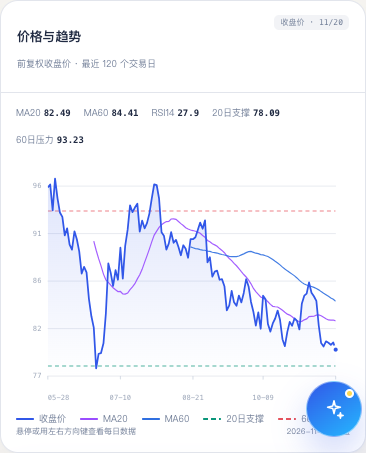 收盘价 · 11/20
价格与趋势
前复权收盘价 · 最近 120 个交易日
MA20 82.49 MA60 84.41 RSI14 27.9 20日支撑 78.09
60日压力 93.23
96
91
86
82
77
05-28 07-10 08-21 10-09
收盘价 MA20 MA60 20日支撑
悬停或用左右方向键查看每日数据